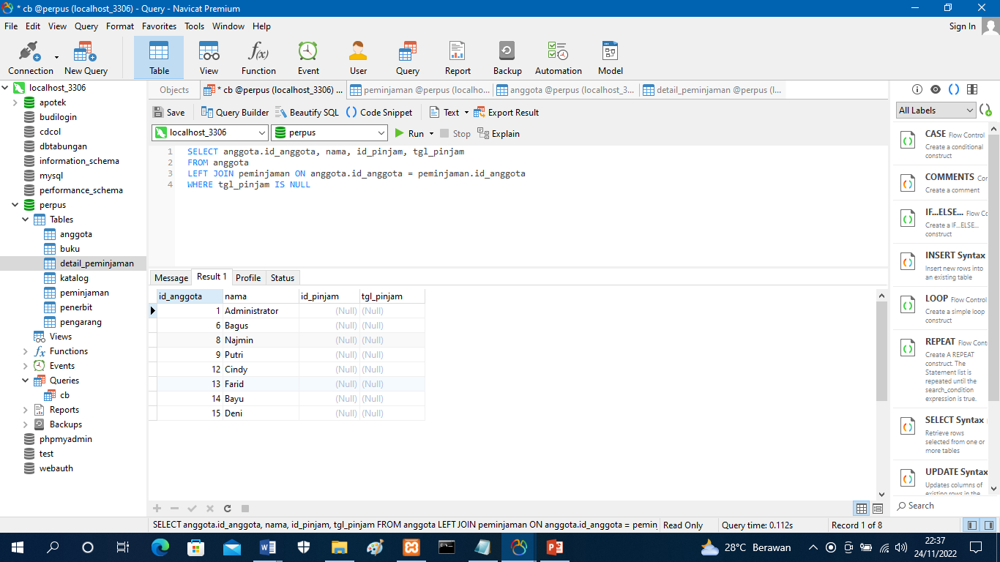 * cb @perpus (localhost_3306) - Query - Navicat Premium
File Edit View Query Format Favorites Tools Window Help
Sign In
Connection New Query Table View Function Event User Query Report Backup Automation Model
localhost_3306
apotek
budilogin
cdcol
dbtabungan
information_schema
mysql
performance_schema
perpus
Tables
anggota
buku
detail_peminjaman
katalog
peminjaman
penerbit
pengarang
Views
Functions
Events
Queries
cb
Reports
Backups
phpmyadmin
test
webauth
Objects * cb @perpus (localhost_3306) ... peminjaman @perpus (localho... anggota @perpus (localhost_3... detail_peminjaman @perpus (l...
Save Query Builder Beautify SQL () Code Snippet Text Export Result
localhost_3306 perpus Run Stop Explain
1 SELECT anggota.id_anggota, nama, id_pinjam, tgl_pinjam
2 FROM anggota
3 LEFT JOIN peminjaman ON anggota.id_anggota = peminjaman.id_anggota
4 WHERE tgl_pinjam IS NULL
Message Result 1 Profile Status
id_anggota nama id_pinjam tgl_pinjam
1 Administrator (Null) (Null)
6 Bagus (Null) (Null)
8 Najmin (Null) (Null)
9 Putri (Null) (Null)
12 Cindy (Null) (Null)
13 Farid (Null) (Null)
14 Bayu (Null) (Null)
15 Deni (Null) (Null)
All Labels
CASE Flow Control
Create a conditional
construct
COMMENTS Cor
Create a comment
IF...ELSE... Flow Cc
Create a IF...ELSE...
construct
INSERT Syntax
Insert new rows into
an existing table
LOOP Flow Control
Create a simple loop
construct
REPEAT Flow Cont
Create A REPEAT
construct. The
Statement list is
repeated until the
search_condition
expression is true.
SELECT Syntax
Retrieve rows
selected from one or
more tables
UPDATE Syntax
Updates columns of
existing rows in the
Search
SELECT anggota.id_anggota, nama, id_pinjam, tgl_pinjam FROM anggota LEFT JOIN peminjaman ON anggota.id_anggota = pemin Read Only Query time: 0.112s Record 1 of 8
28°C Berawan
22:37
24/11/2022